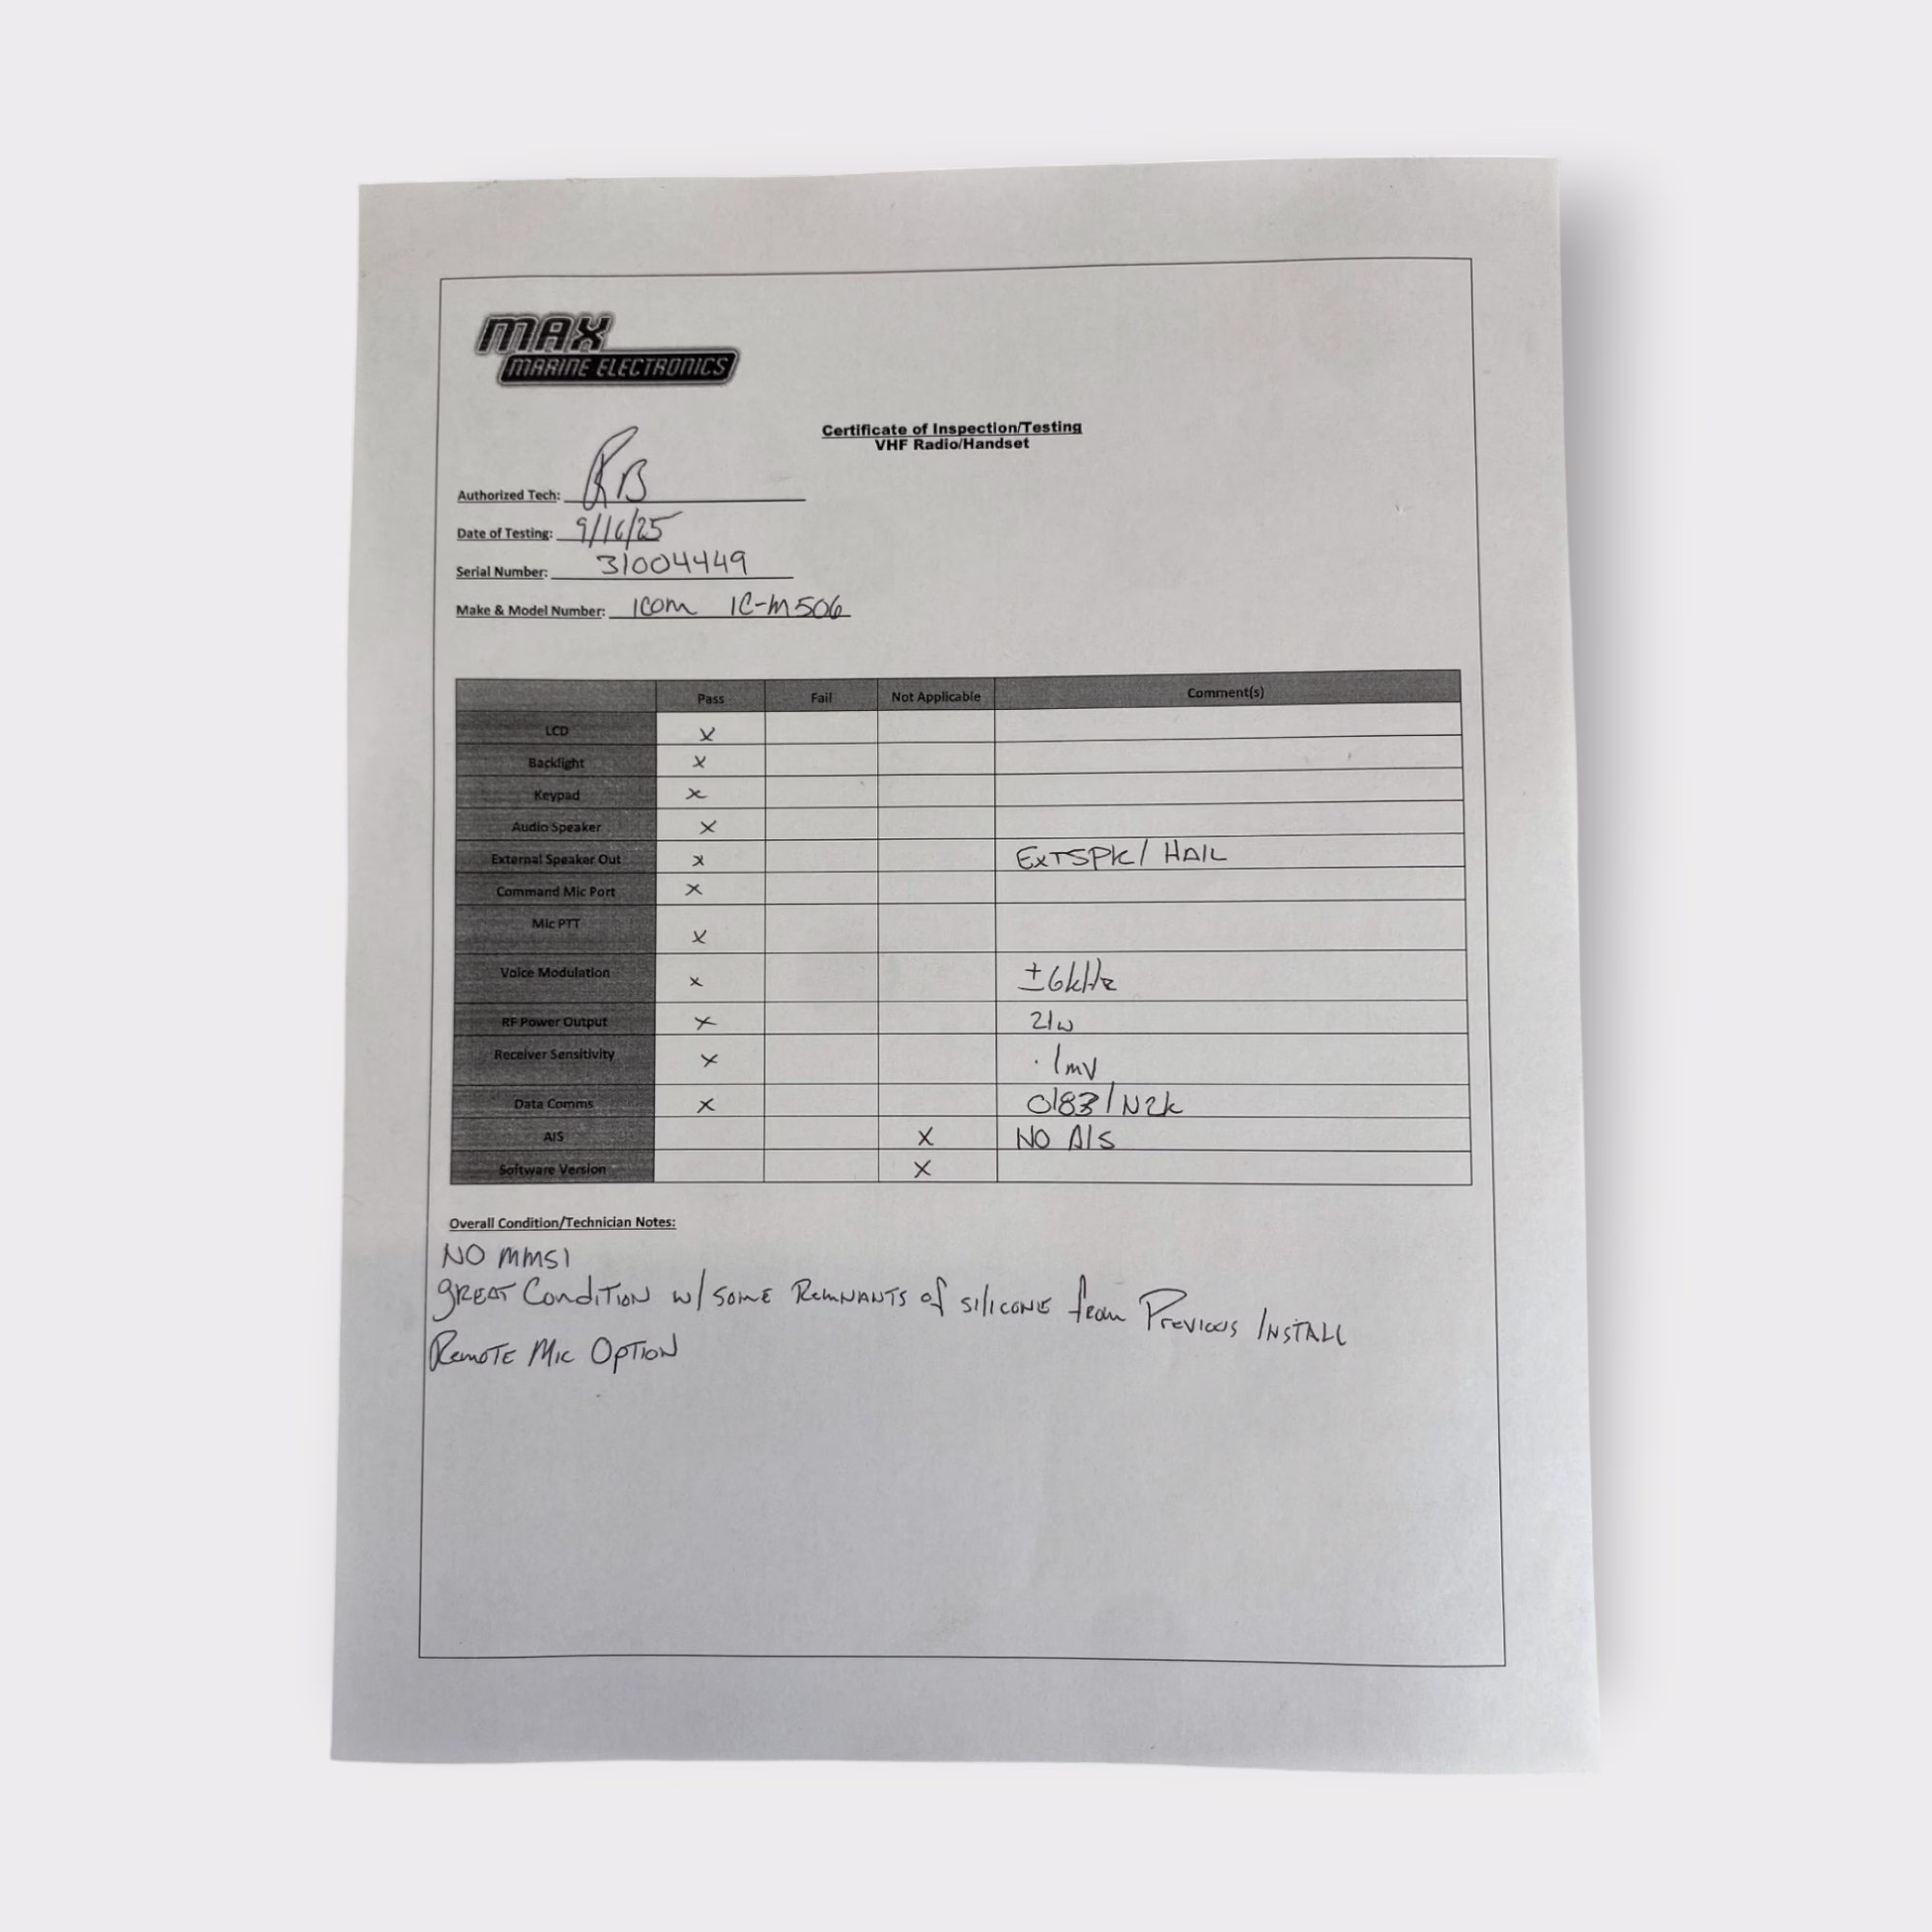 MAX
MARINE ELECTRONICS
Certificate of Inspection/Testing
VHF Radio/Handset
Authorized Tech: RB
Date of Testing: 9/16/25
Serial Number: 31004449
Make & Model Number: ICOM IC-M506
Pass Fail Not Applicable Comment(s)
LCD X
Backlight X
Keypad X
Audio Speaker X
External Speaker Out X EXTSPK/ HAIL
Command Mic Port X
Mic PTT X
Voice Modulation X ±6kHz
RF Power Output X 21w
Receiver Sensitivity X .1mV
Data Comms X 0183/N2K
AIS X NO AIS
Software Version X
Overall Condition/Technician Notes:
NO MMSI
GREAT CONDITION w/ SOME REMNANTS of SILICONE from PREVIOUS INSTALL
REMOTE MIC OPTION